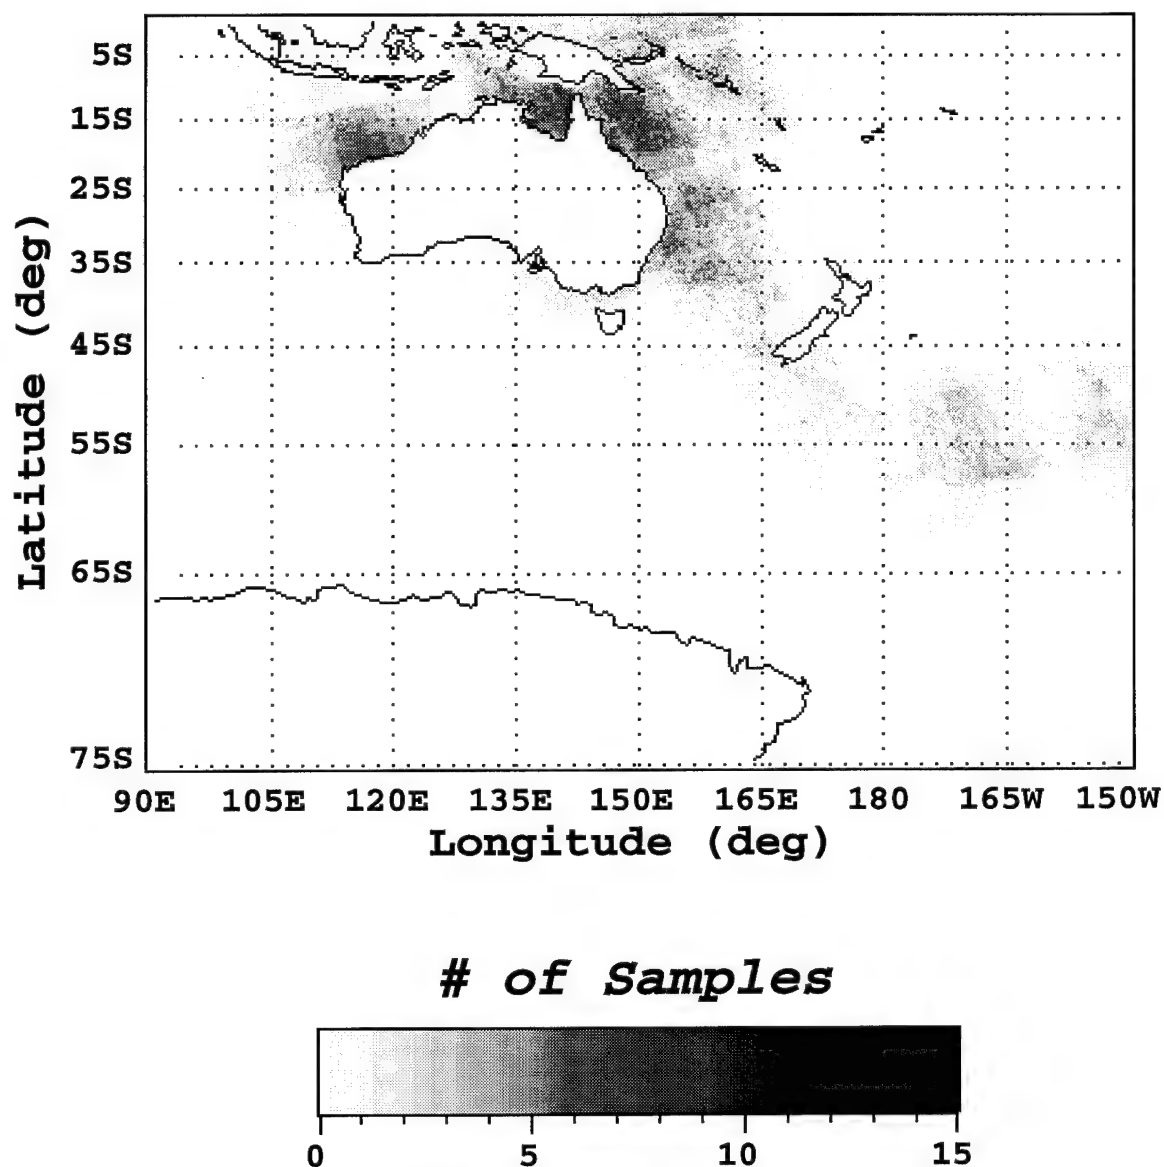 5S
15S
25S
35S
45S
55S
65S
75S
Latitude (deg)
90E 105E 120E 135E 150E 165E 180 165W 150W
Longitude (deg)
# of Samples
0 5 10 15